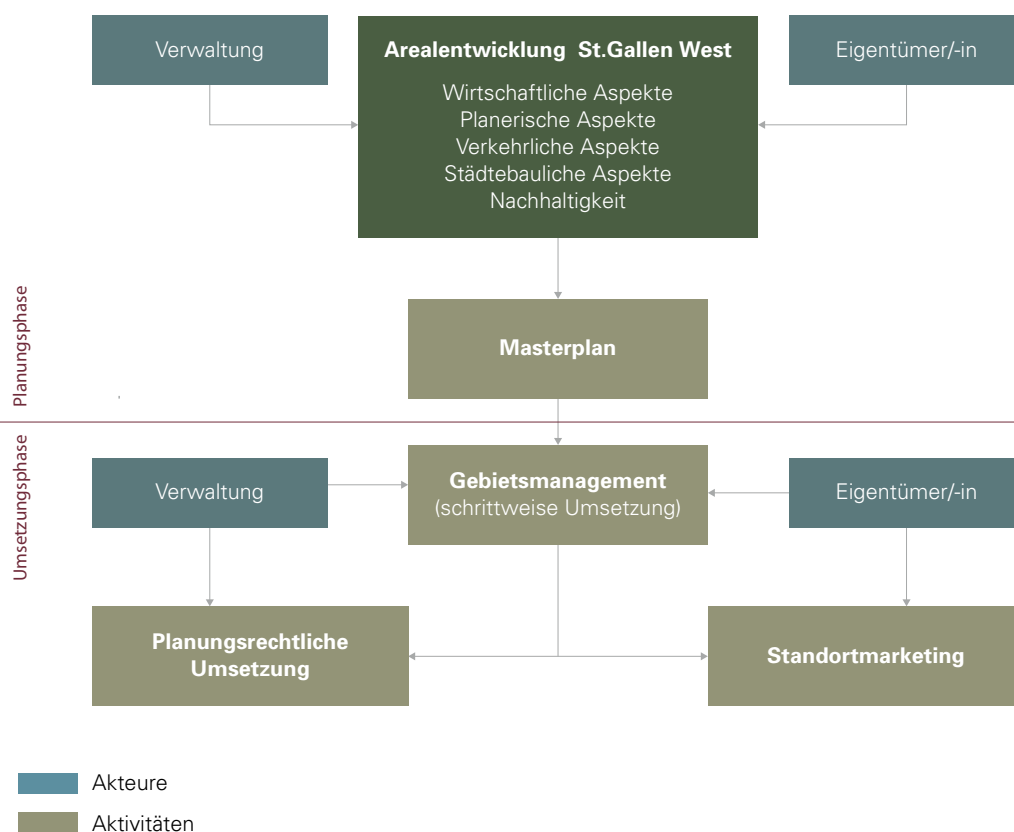 Verwaltung
Arealentwicklung St.Gallen West
Wirtschaftliche Aspekte
Planerische Aspekte
Verkehrliche Aspekte
Städtebauliche Aspekte
Nachhaltigkeit
Eigentümer/-in
Planungsphase
Masterplan
Umsetzungsphase
Verwaltung
Gebietsmanagement
(schrittweise Umsetzung)
Eigentümer/-in
Planungsrechtliche
Umsetzung
Standortmarketing
Akteure
Aktivitäten